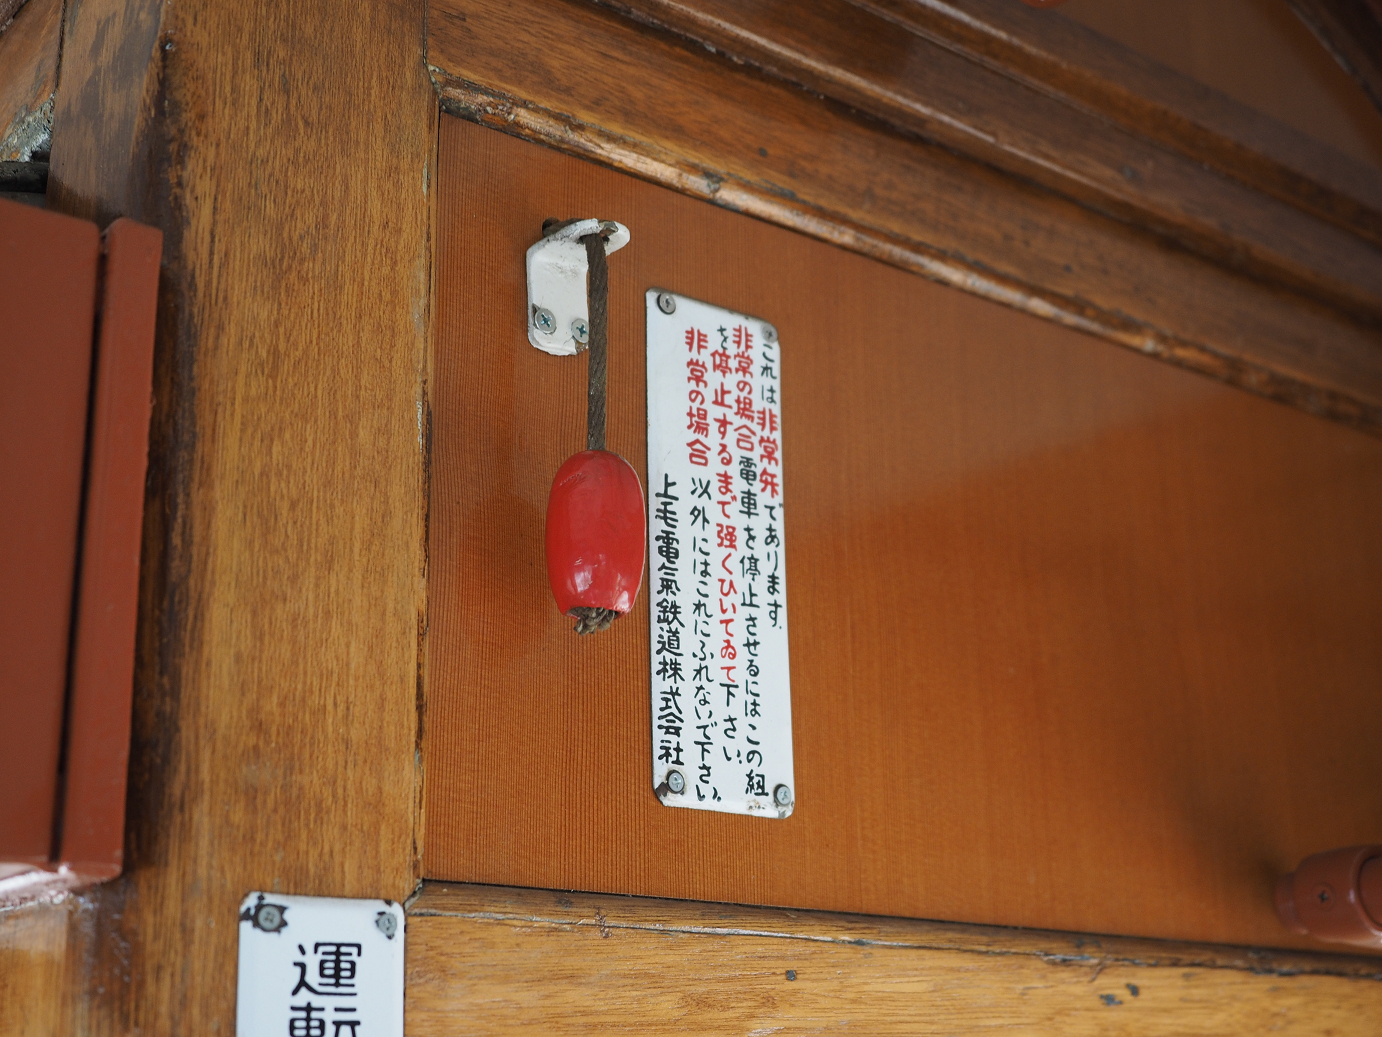 これは非常 であります.
非常の場合電車を停止させるにはこの紐
を停止するまで强くひいてゐて下さい.
非常の場合 以外にはこれにふれないで下さい.
上毛電氣鉄道株式会社
運転